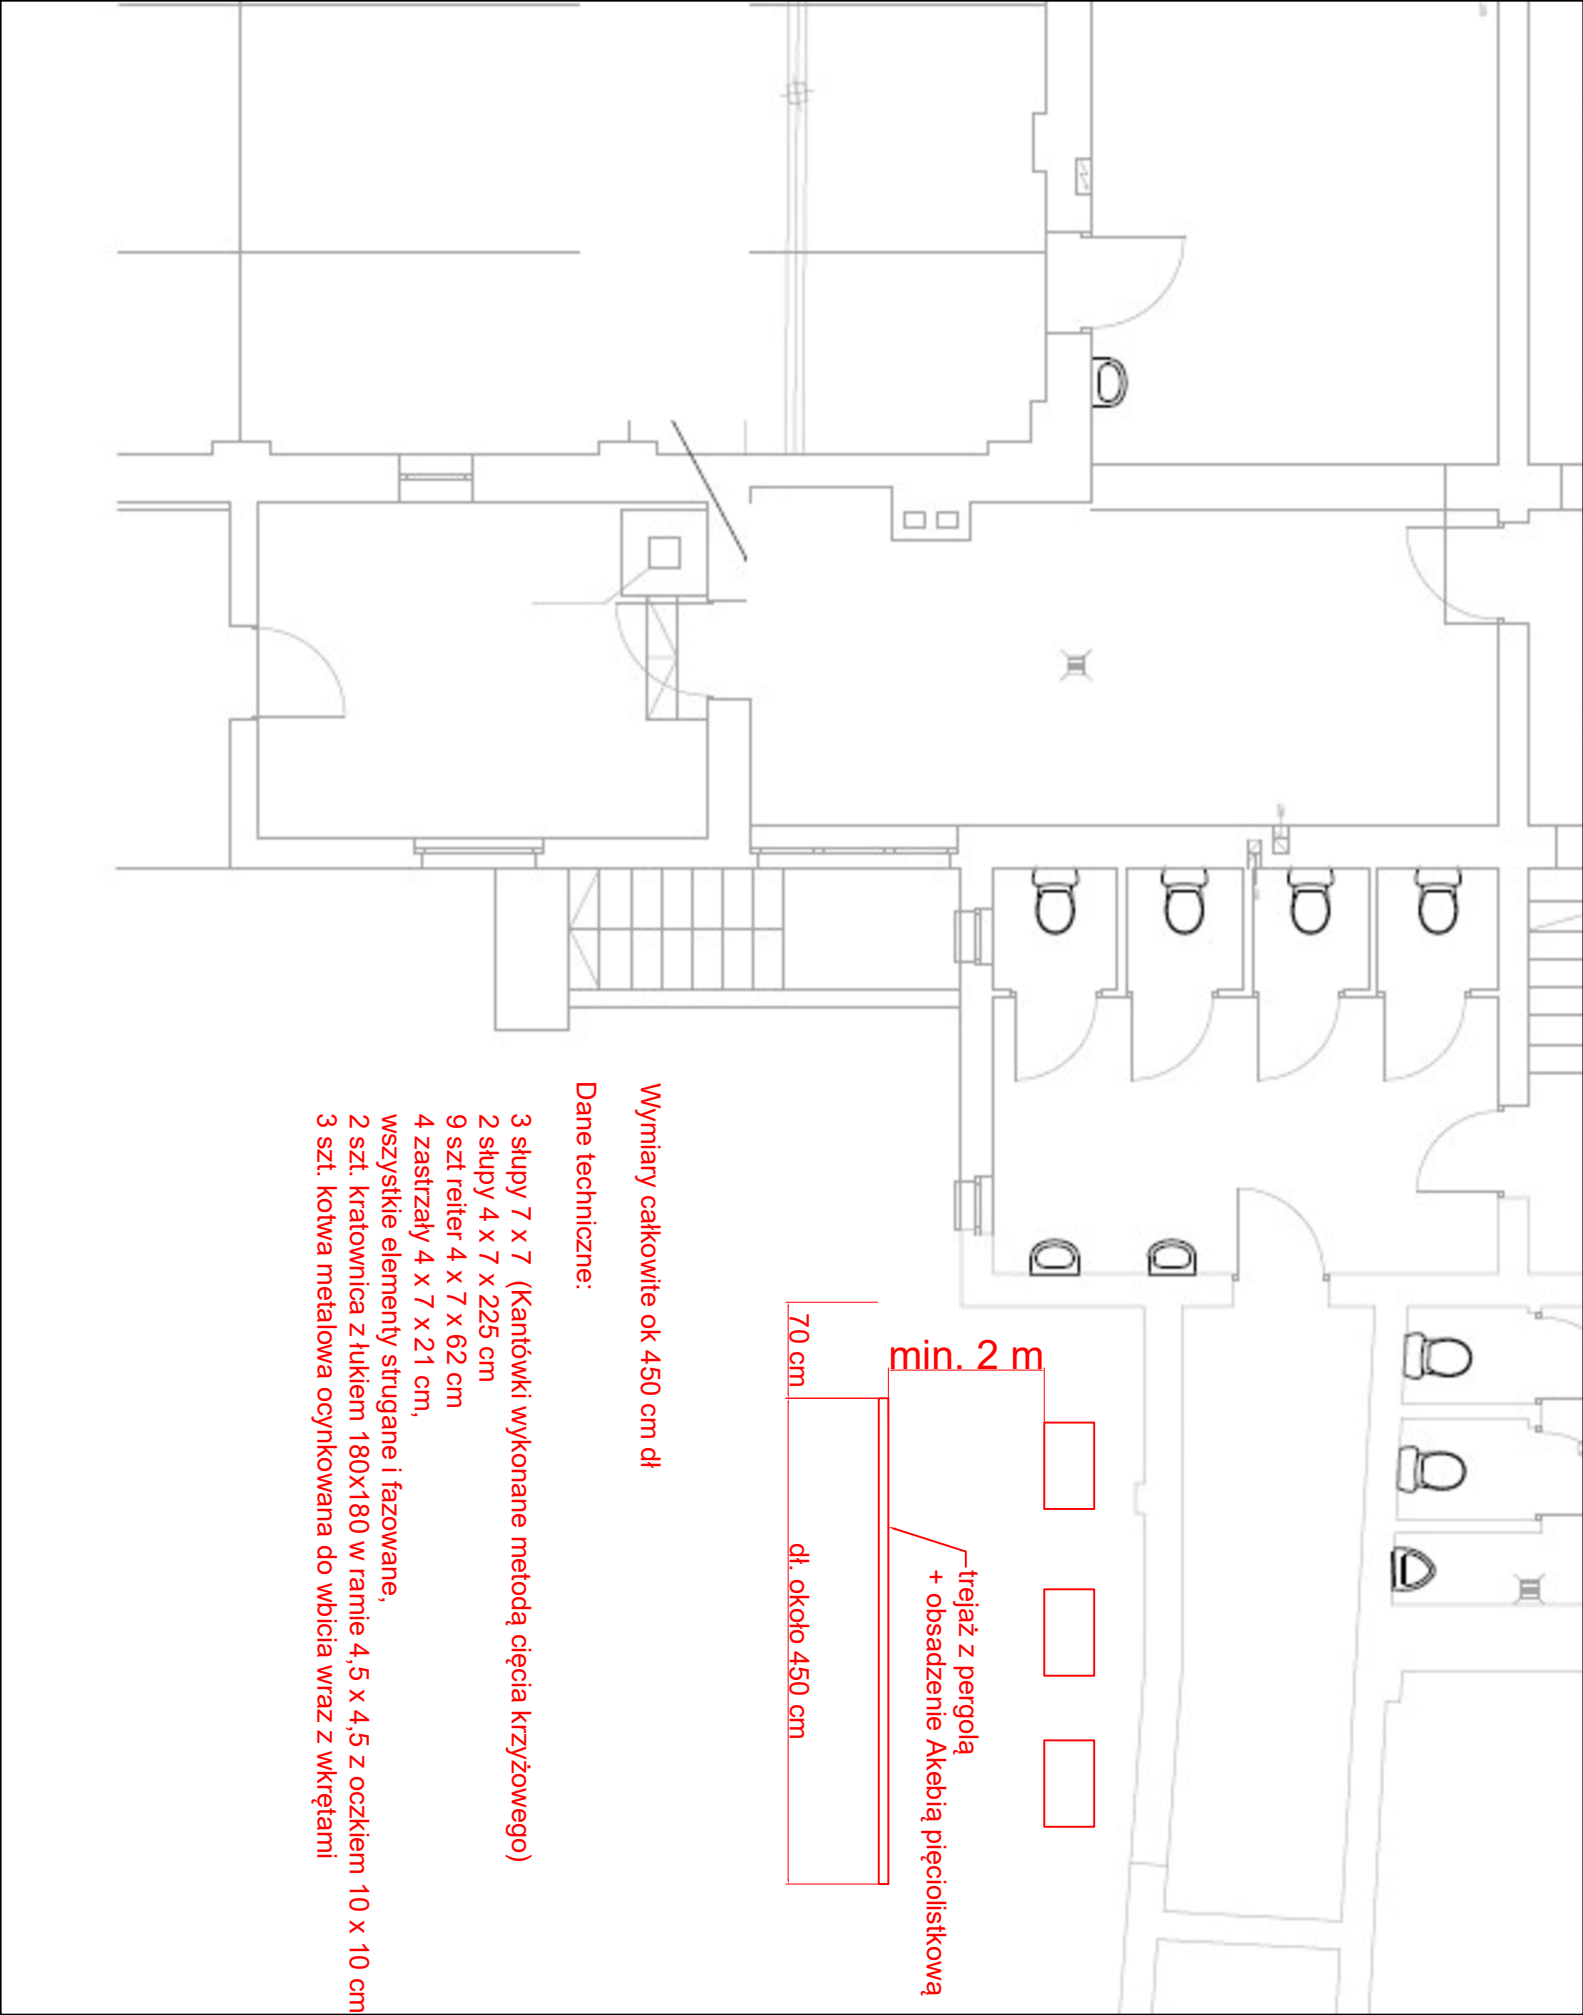 Wymiary całkowite ok 450 cm dł
Dane techniczne:
3 słupy 7 x 7 (Kantówki wykonane metodą cięcia krzyżowego)
2 słupy 4 x 7 x 225 cm
9 szt reiter 4 x 7 x 62 cm
4 zastrzały 4 x 7 x 21 cm,
wszystkie elementy strugane i fazowane,
2 szt. kratownica z łukiem 180x180 w ramie 4,5 x 4,5 z oczkiem 10 x 10 cm
3 szt. kotwa metalowa ocynkowana do wbicia wraz z wkrętami
min. 2 m
70 cm
dł. około 450 cm
trejaż z pergolą
+ obsadzenie Akebią pięciolistkową